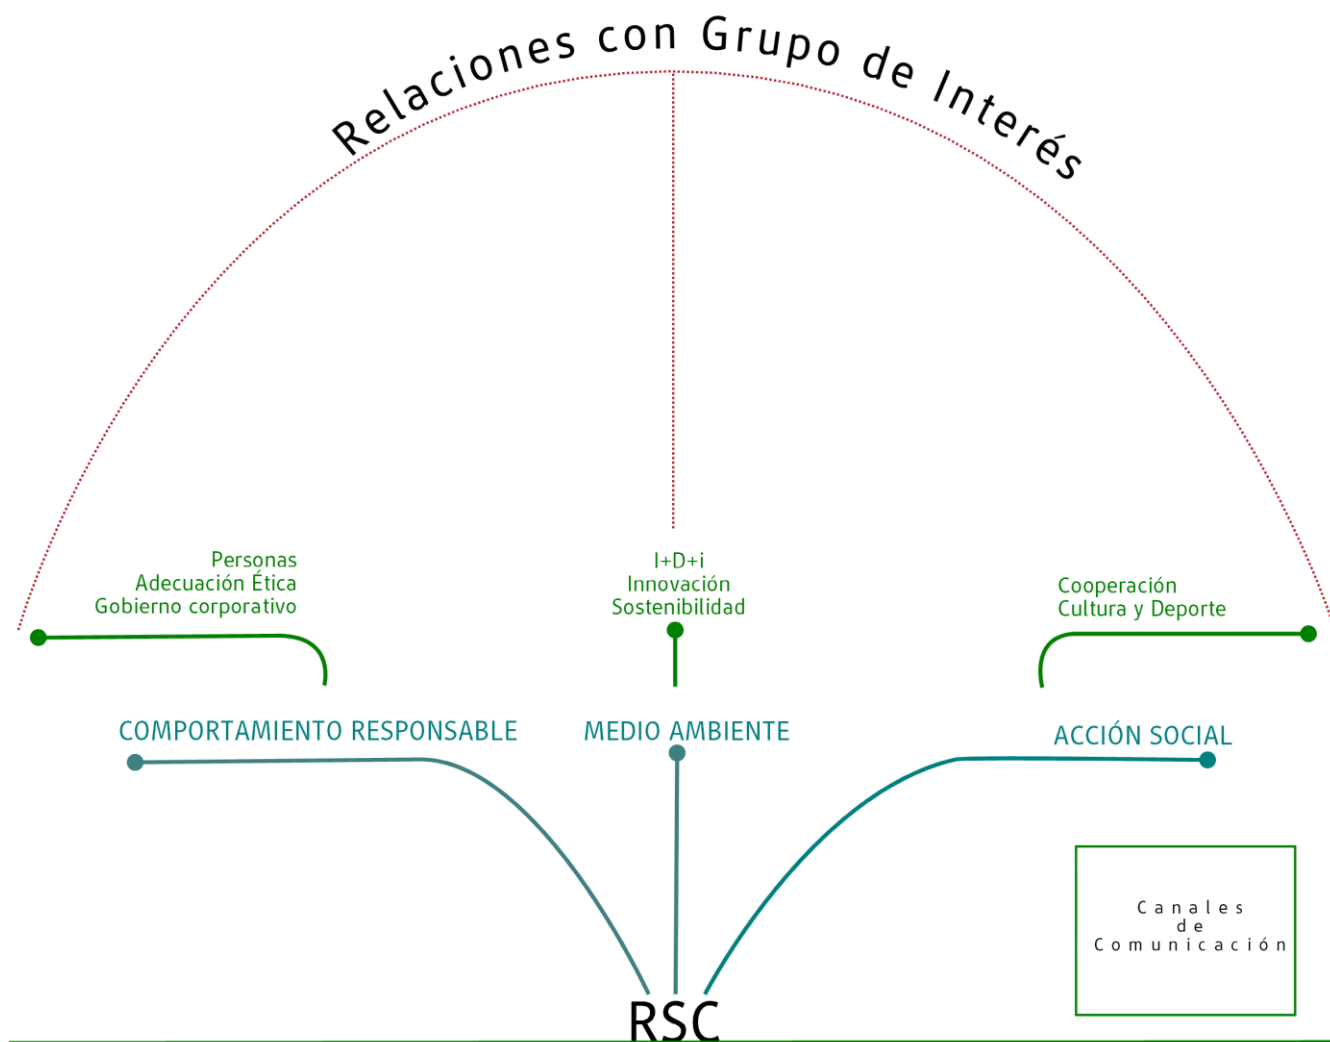 Relaciones con Grupo de Interés
Personas
Adecuación Ética
Gobierno corporativo
I+D+i
Innovación
Sostenibilidad
Cooperación
Cultura y Deporte
COMPORTAMIENTO RESPONSABLE
MEDIO AMBIENTE
ACCIÓN SOCIAL
Canales
de
Comunicación
RSC